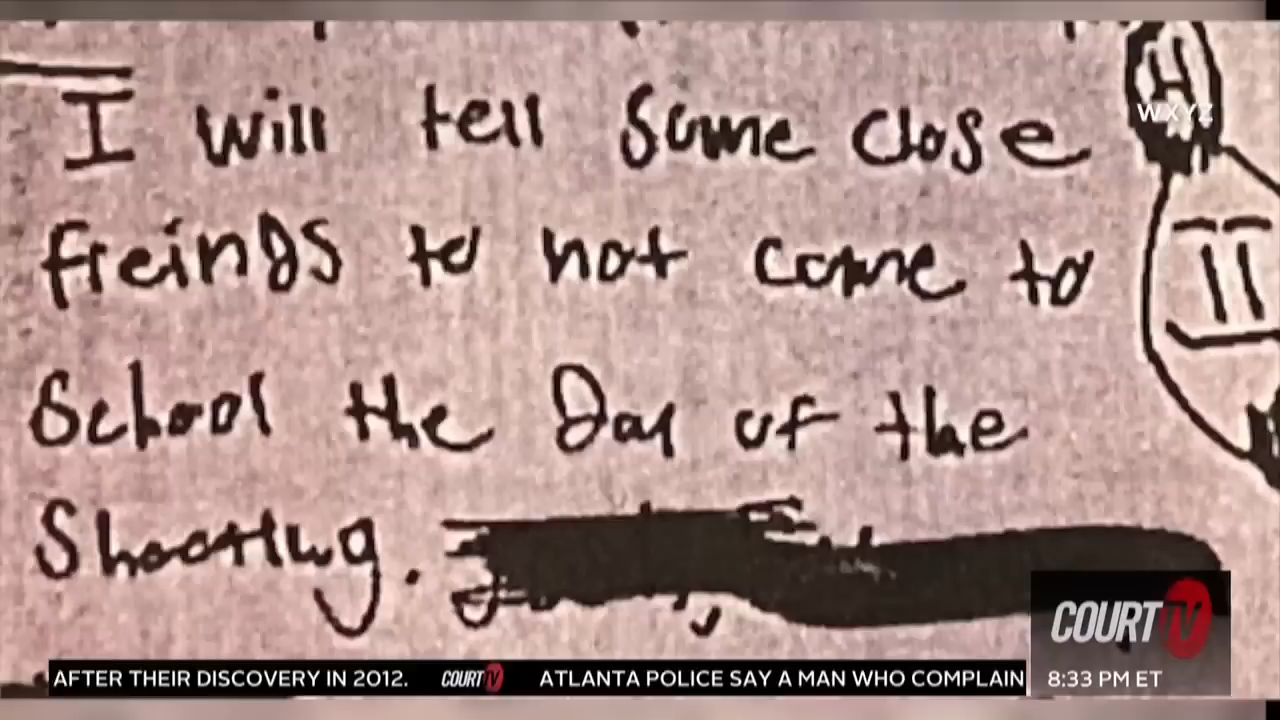 H
WXYZ
I will tell some close
freinds to not come to
School the Day of the
Shooting.
COURT TV
AFTER THEIR DISCOVERY IN 2012. COURT TV ATLANTA POLICE SAY A MAN WHO COMPLAIN
8:33 PM ET